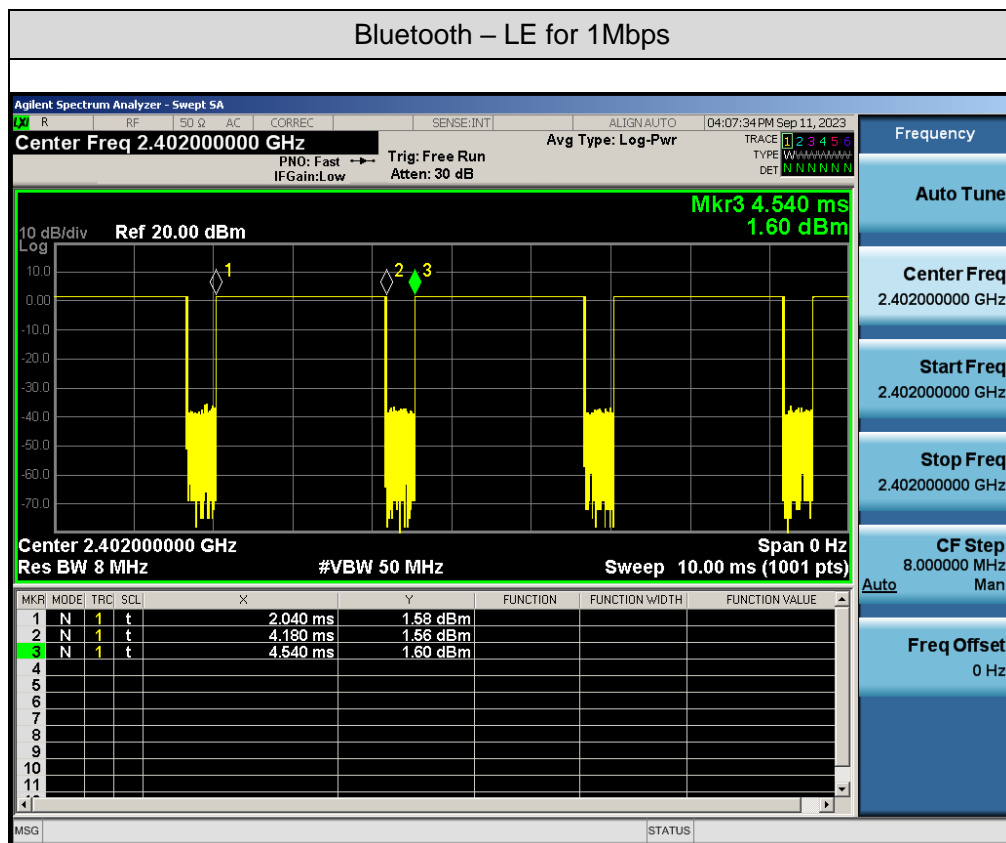 Bluetooth – LE for 1Mbps
Agilent Spectrum Analyzer - Swept SA
LXI R RF 50 Ω AC CORREC SENSE:INT ALIGN AUTO 04:07:34 PM Sep 11, 2023
Center Freq 2.402000000 GHz Avg Type: Log-Pwr TRACE 1 2 3 4 5 6
PNO: Fast Trig: Free Run TYPE W
IFGain:Low Atten: 30 dB DET N N N N N N
Mkr3 4.540 ms
1.60 dBm
10 dB/div Ref 20.00 dBm
Log
10.0
0.00
-10.0
-20.0
-30.0
-40.0
-50.0
-60.0
-70.0
1
2
3
Center 2.402000000 GHz Span 0 Hz
Res BW 8 MHz #VBW 50 MHz Sweep 10.00 ms (1001 pts)
MKR MODE TRC SCL X Y FUNCTION FUNCTION WIDTH FUNCTION VALUE
1 N 1 t 2.040 ms 1.58 dBm
2 N 1 t 4.180 ms 1.56 dBm
3 N 1 t 4.540 ms 1.60 dBm
4
5
6
7
8
9
10
11
MSG STATUS
Frequency
Auto Tune
Center Freq
2.402000000 GHz
Start Freq
2.402000000 GHz
Stop Freq
2.402000000 GHz
CF Step
8.000000 MHz
Auto Man
Freq Offset
0 Hz